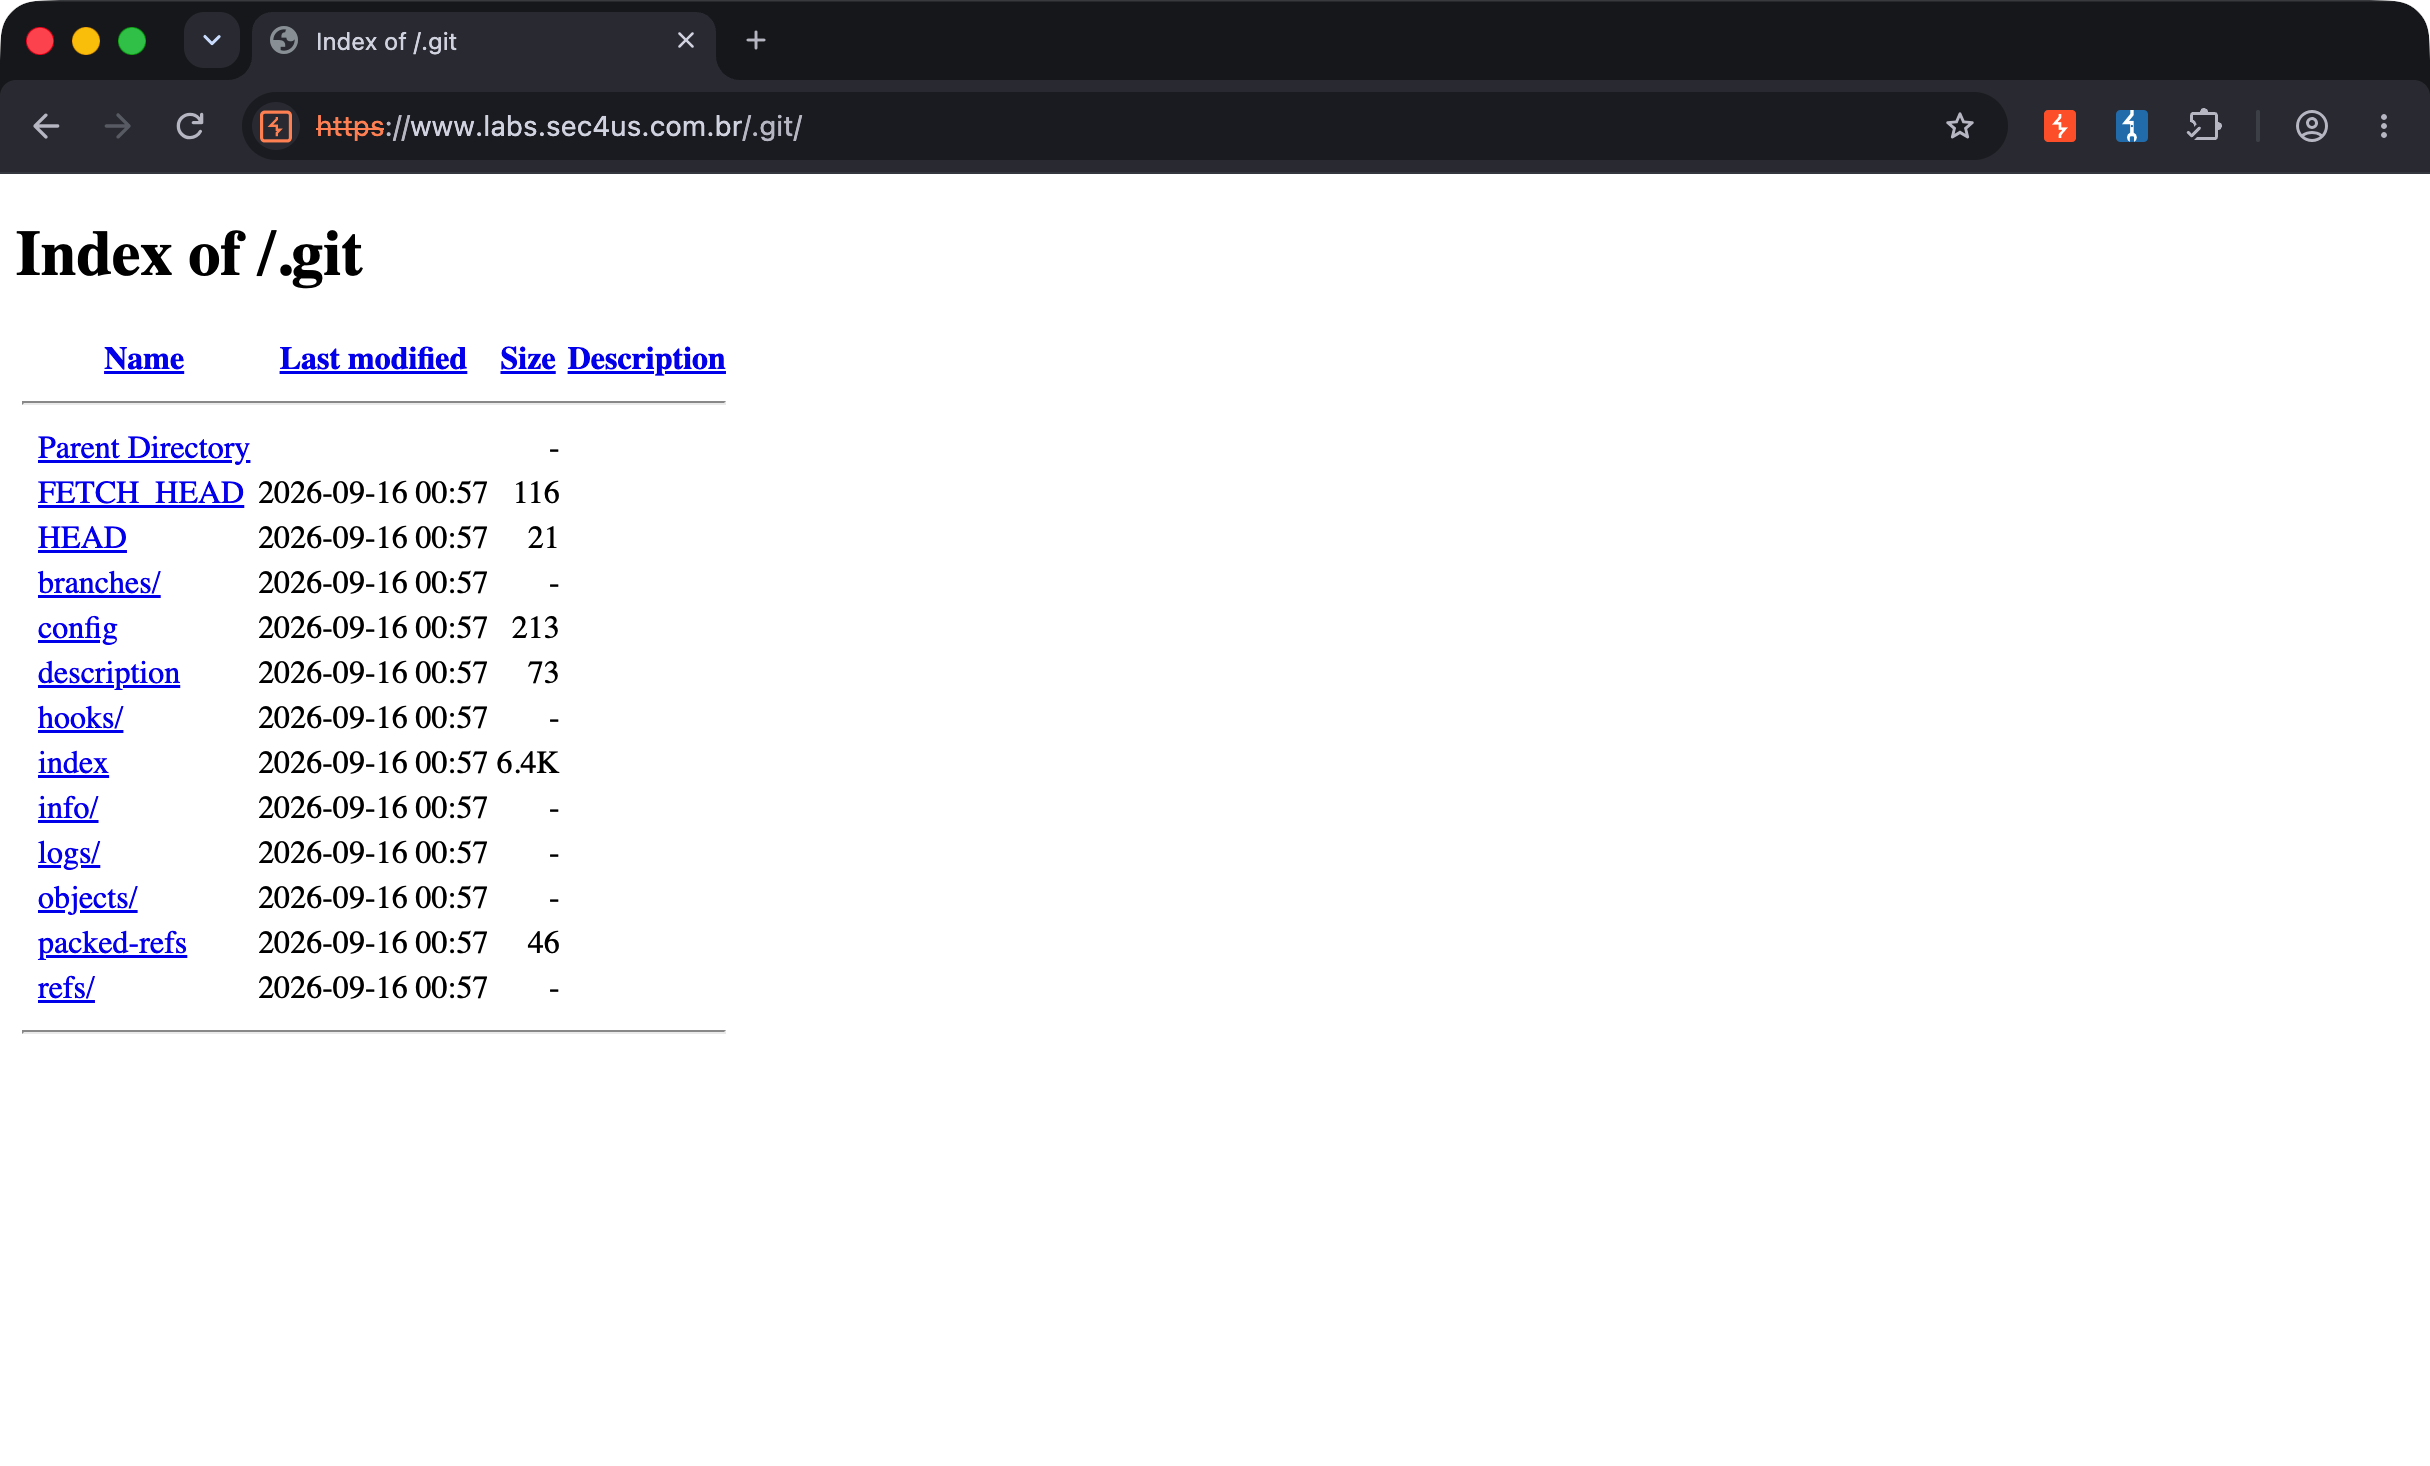 Index of /.git
https://www.labs.sec4us.com.br/.git/
Index of /.git
Name Last modified Size Description
Parent Directory -
FETCH_HEAD 2026-09-16 00:57 116
HEAD 2026-09-16 00:57 21
branches/ 2026-09-16 00:57 -
config 2026-09-16 00:57 213
description 2026-09-16 00:57 73
hooks/ 2026-09-16 00:57 -
index 2026-09-16 00:57 6.4K
info/ 2026-09-16 00:57 -
logs/ 2026-09-16 00:57 -
objects/ 2026-09-16 00:57 -
packed-refs 2026-09-16 00:57 46
refs/ 2026-09-16 00:57 -